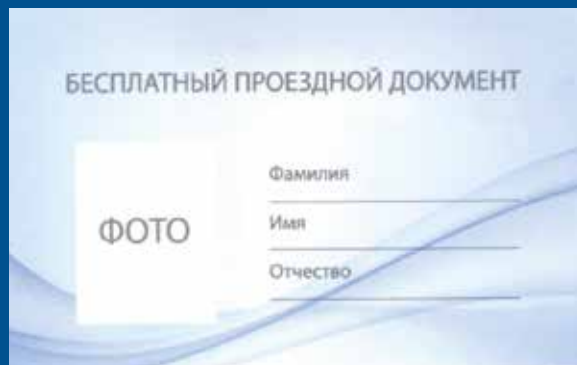 БЕСПЛАТНЫЙ ПРОЕЗДНОЙ ДОКУМЕНТ
ФОТО
Фамилия
Имя
Отчество